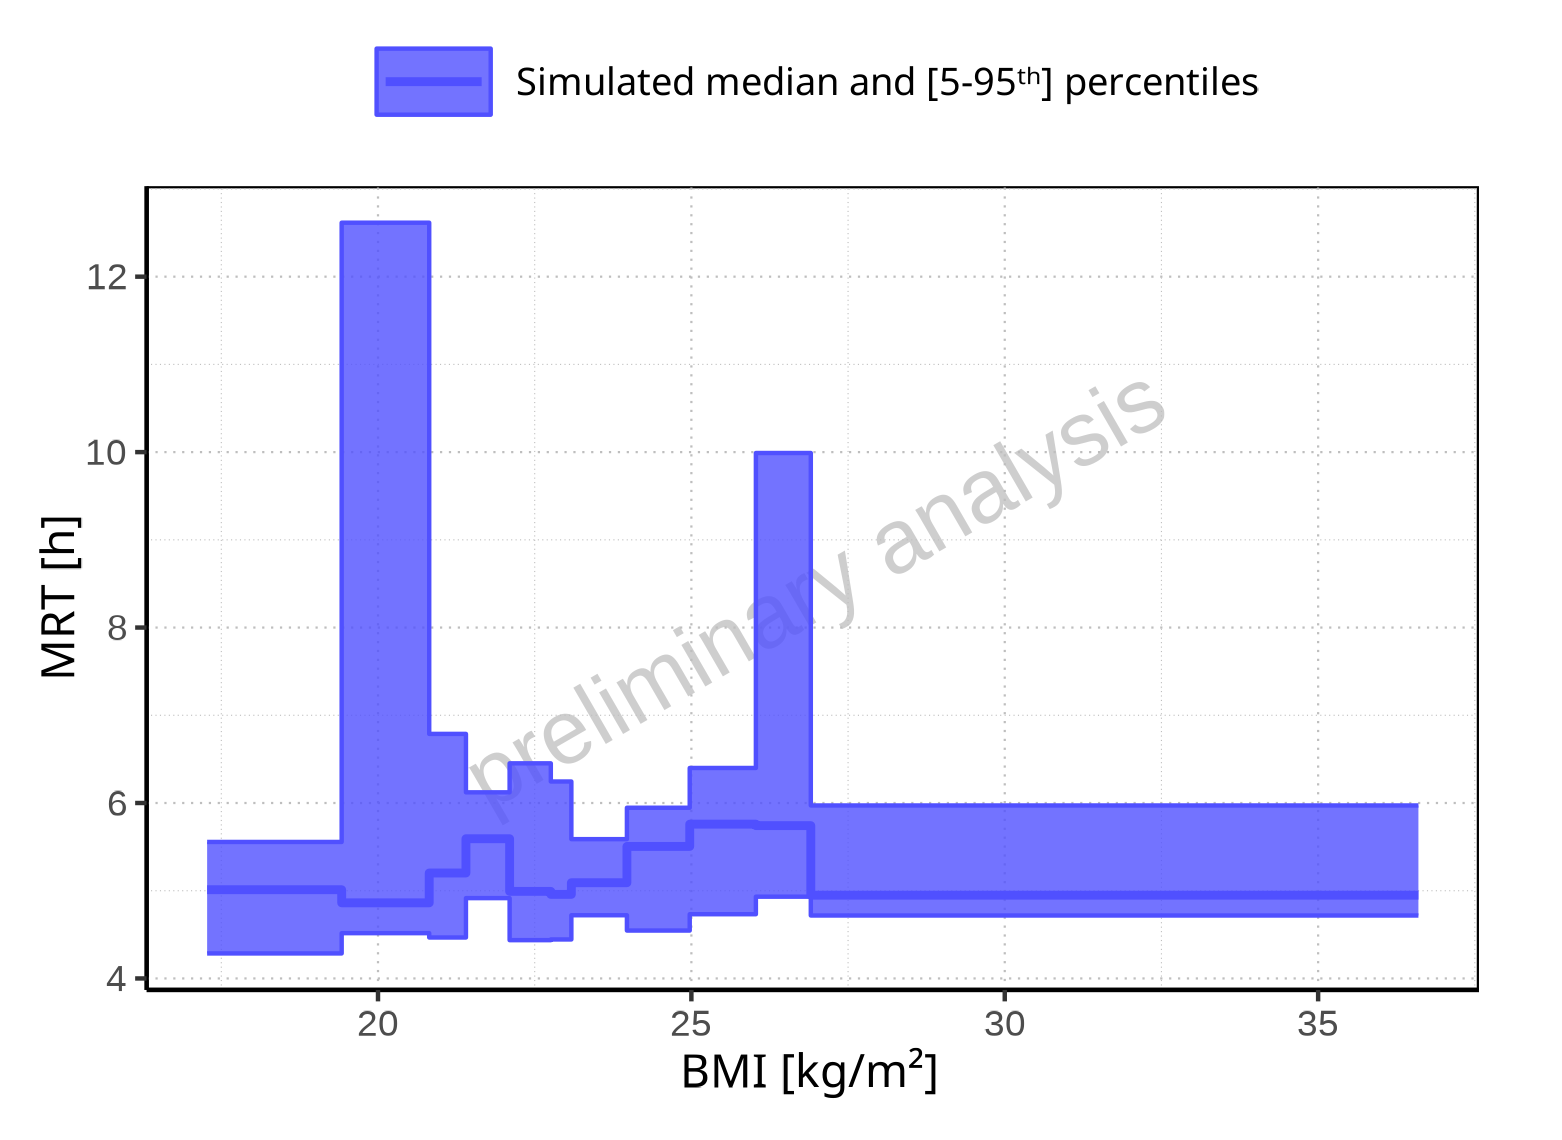 Simulated median and [5-95ᵗʰ] percentiles
12
10
8
6
4
MRT [h]
preliminary analysis
20 25 30 35
BMI [kg/m²]